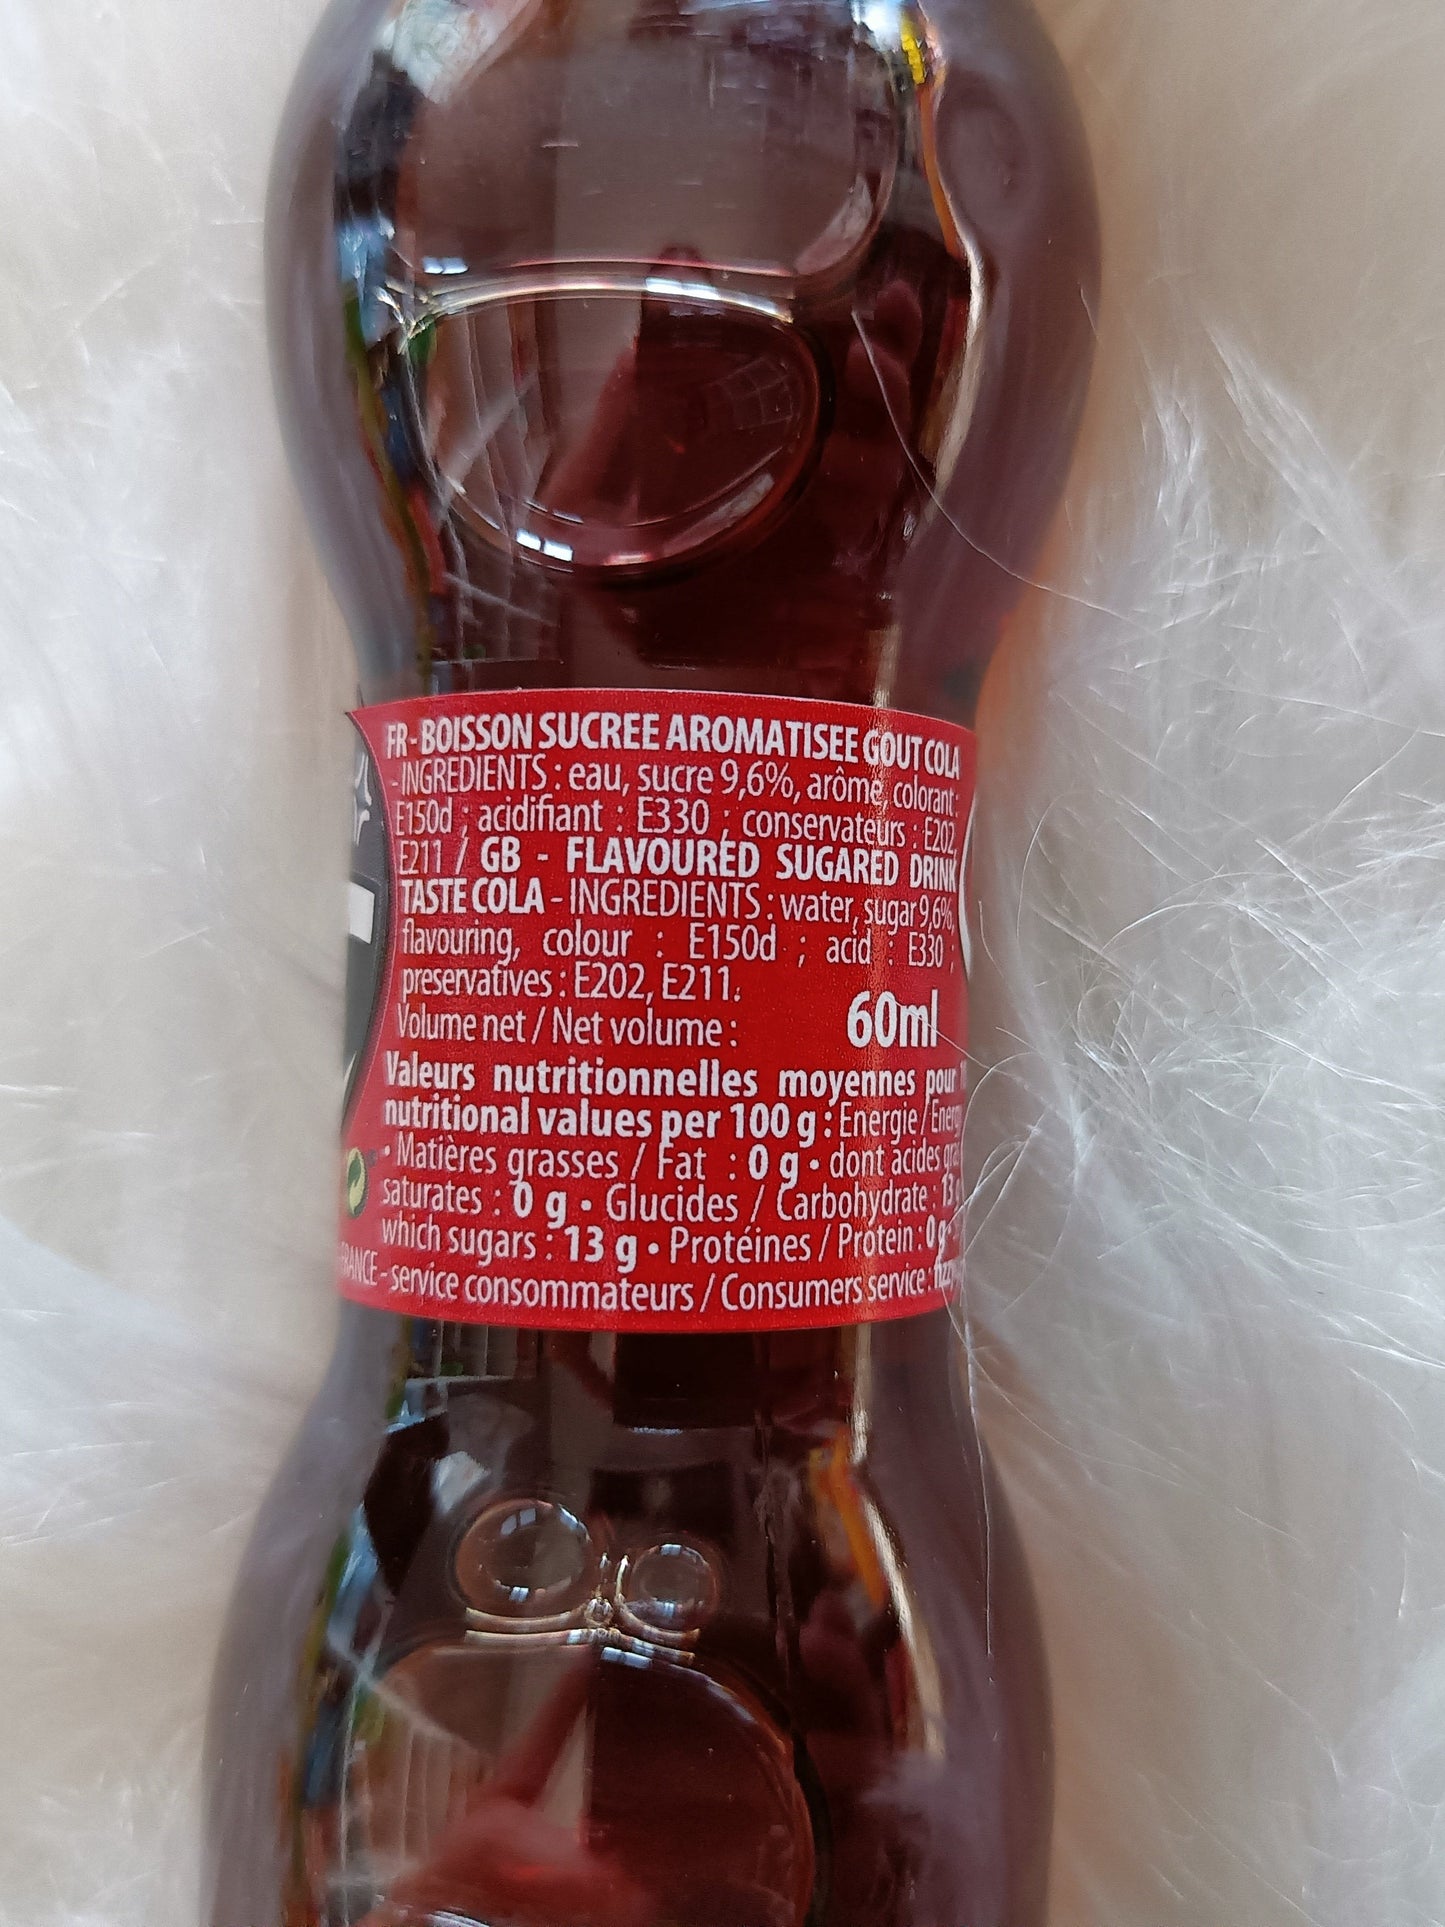 FR - BOISSON SUCREE AROMATISEE GOUT COLA
- INGREDIENTS : eau, sucre 9,6%, arôme, colorant :
E150d ; acidifiant : E330 ; conservateurs : E202,
E211 / GB - FLAVOURED SUGARED DRINK
TASTE COLA - INGREDIENTS : water, sugar 9,6%,
flavouring, colour : E150d ; acid : E330 ;
preservatives : E202, E211.
Volume net / Net volume : 60ml
Valeurs nutritionnelles moyennes pour
nutritional values per 100 g : Energie /
• Matières grasses / Fat : 0 g • dont acides
saturates : 0 g • Glucides / Carbohydrate : 13 g
which sugars : 13 g • Protéines / Protein : 0 g
FRANCE - service consommateurs / Consumers service :